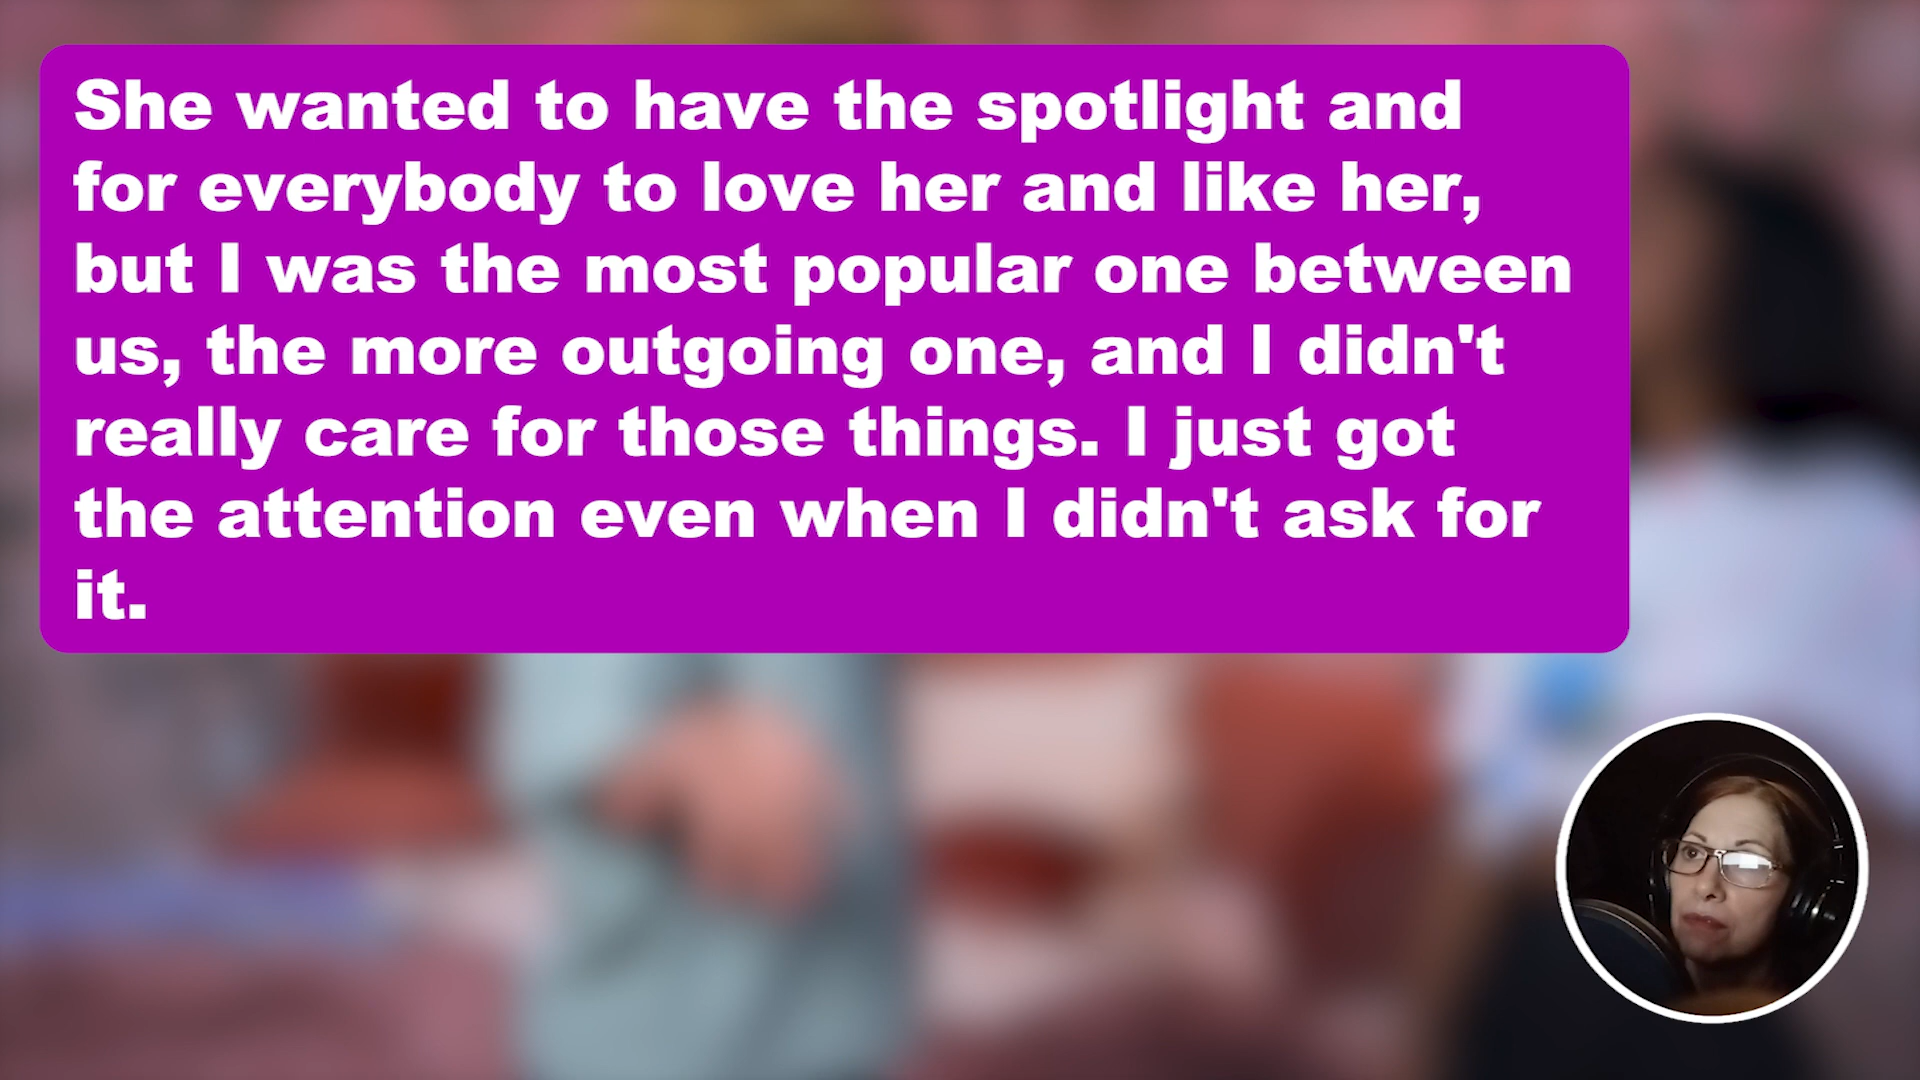 She wanted to have the spotlight and
for everybody to love her and like her,
but I was the most popular one between
us, the more outgoing one, and I didn't
really care for those things. I just got
the attention even when I didn't ask for
it.